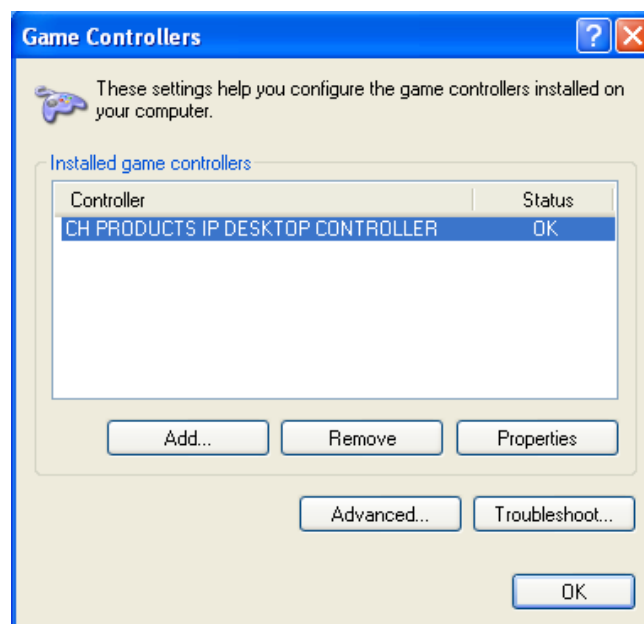 Game Controllers
?
These settings help you configure the game controllers installed on
your computer.
Installed game controllers
Controller Status
CH PRODUCTS IP DESKTOP CONTROLLER OK
Add... Remove Properties
Advanced... Troubleshoot...
OK